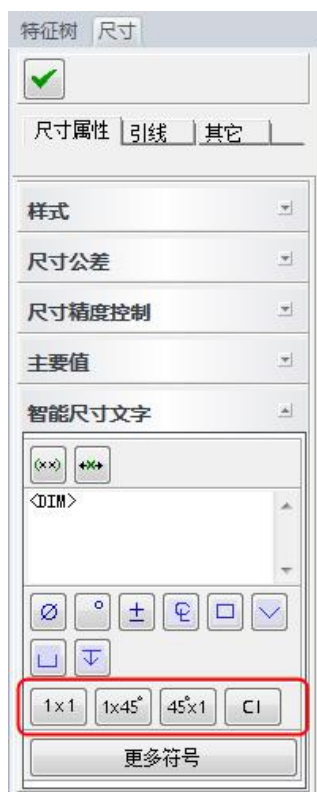 特征树 尺寸
尺寸属性 引线 其它
样式
尺寸公差
尺寸精度控制
主要值
智能尺寸文字
(××) ↔X↔
<DIM>
Ø ° ± ℄ □ ∨
⊔ ↧
1x1 1x45° 45°x1 CI
更多符号